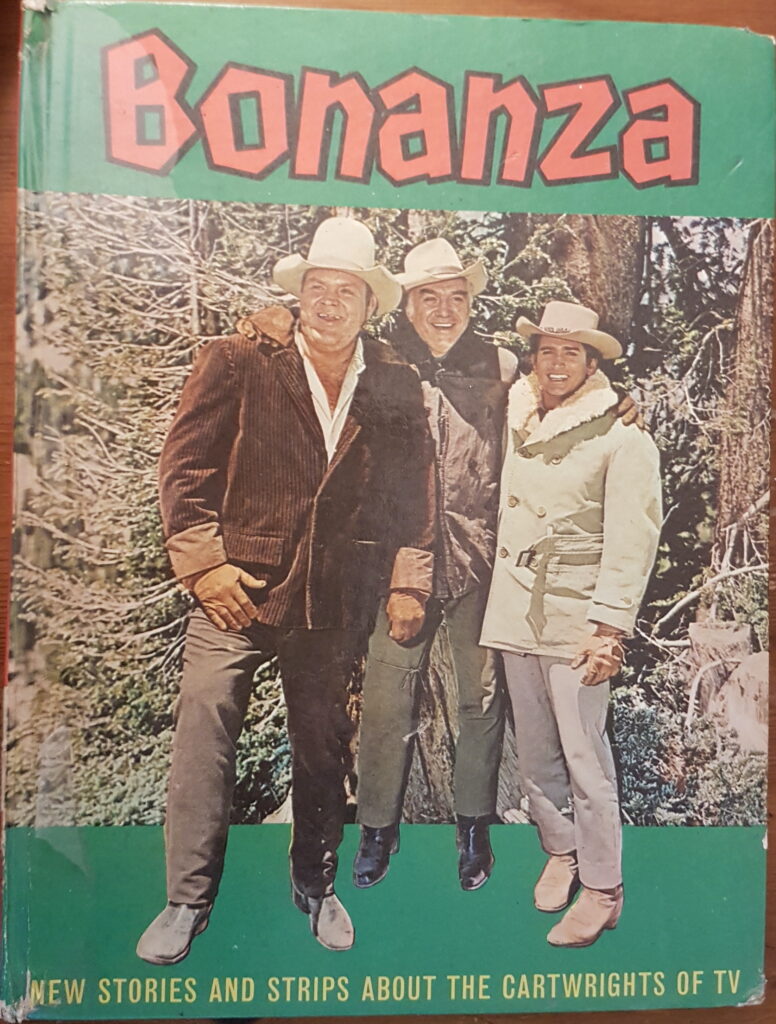 Bonanza
NEW STORIES AND STRIPS ABOUT THE CARTWRIGHTS OF TV